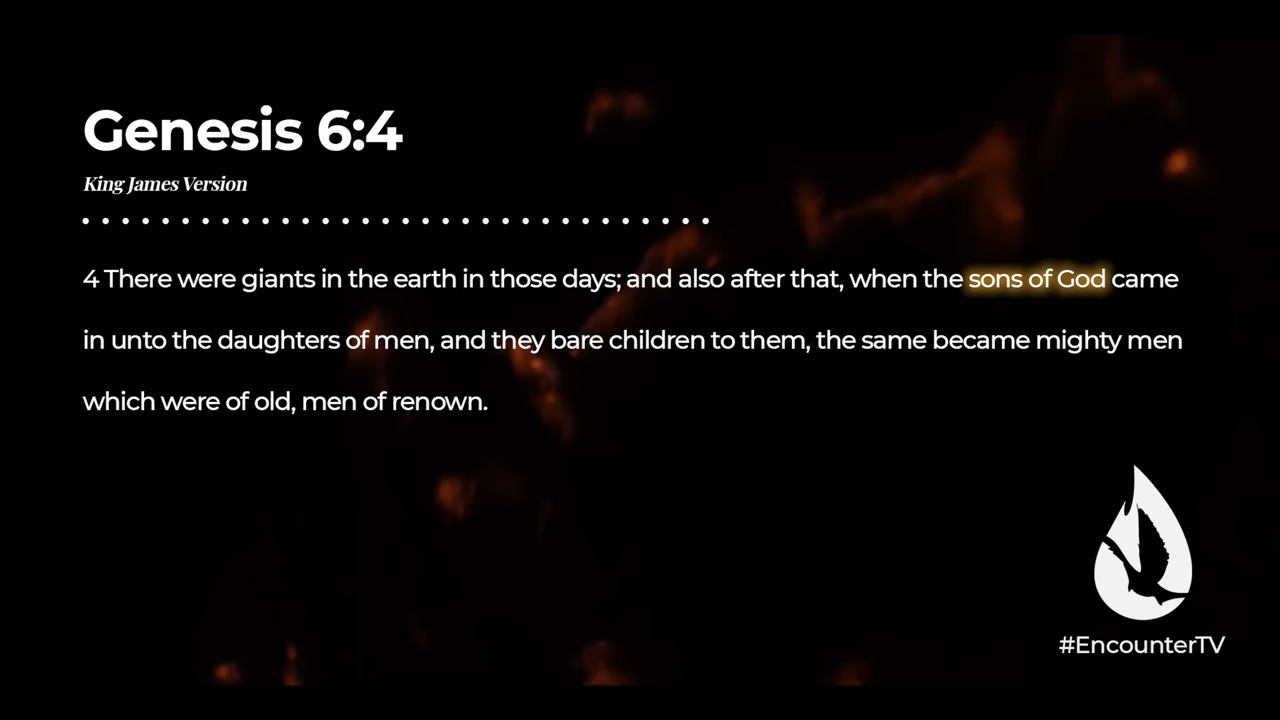 Genesis 6:4
King James Version
4 There were giants in the earth in those days; and also after that, when the sons of God came
in unto the daughters of men, and they bare children to them, the same became mighty men
which were of old, men of renown.
#EncounterTV